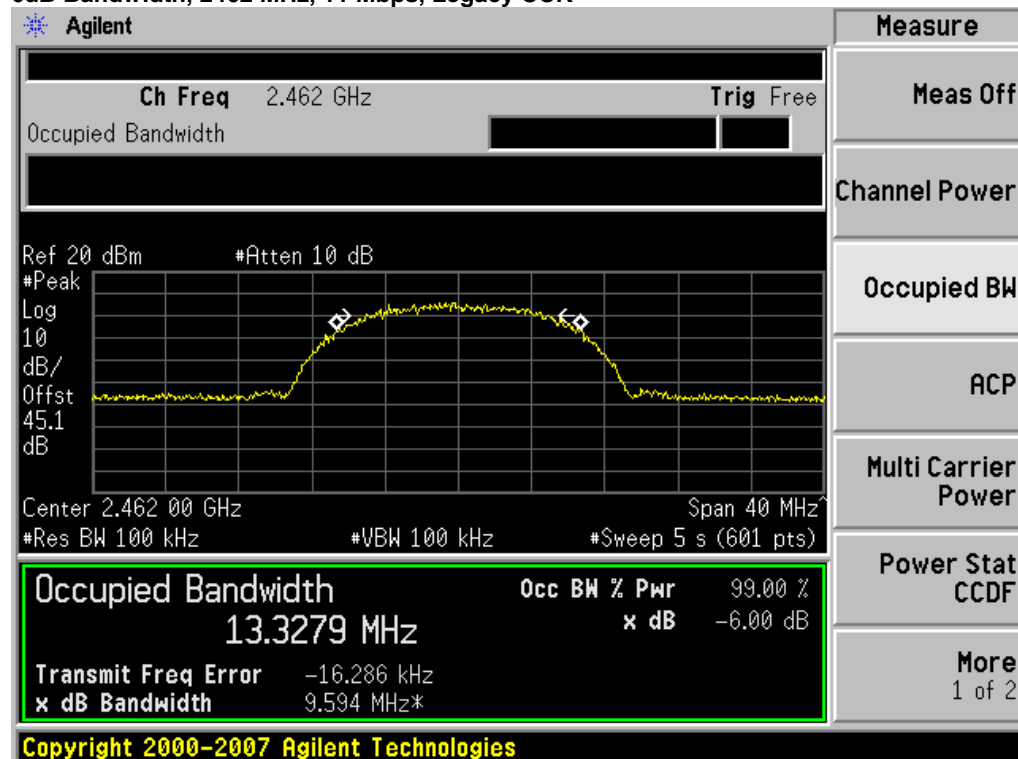 Agilent
Measure
Ch Freq 2.462 GHz Trig Free
Occupied Bandwidth
Meas Off
Channel Power
Occupied BW
ACP
Multi Carrier
Power
Power Stat
CCDF
More
1 of 2
Ref 20 dBm #Atten 10 dB
#Peak
Log
10
dB/
Offst
45.1
dB
Center 2.462 00 GHz Span 40 MHz^
#Res BW 100 kHz #VBW 100 kHz #Sweep 5 s (601 pts)
Occupied Bandwidth Occ BW % Pwr 99.00 %
13.3279 MHz x dB -6.00 dB
Transmit Freq Error -16.286 kHz
x dB Bandwidth 9.594 MHz*
Copyright 2000-2007 Agilent Technologies